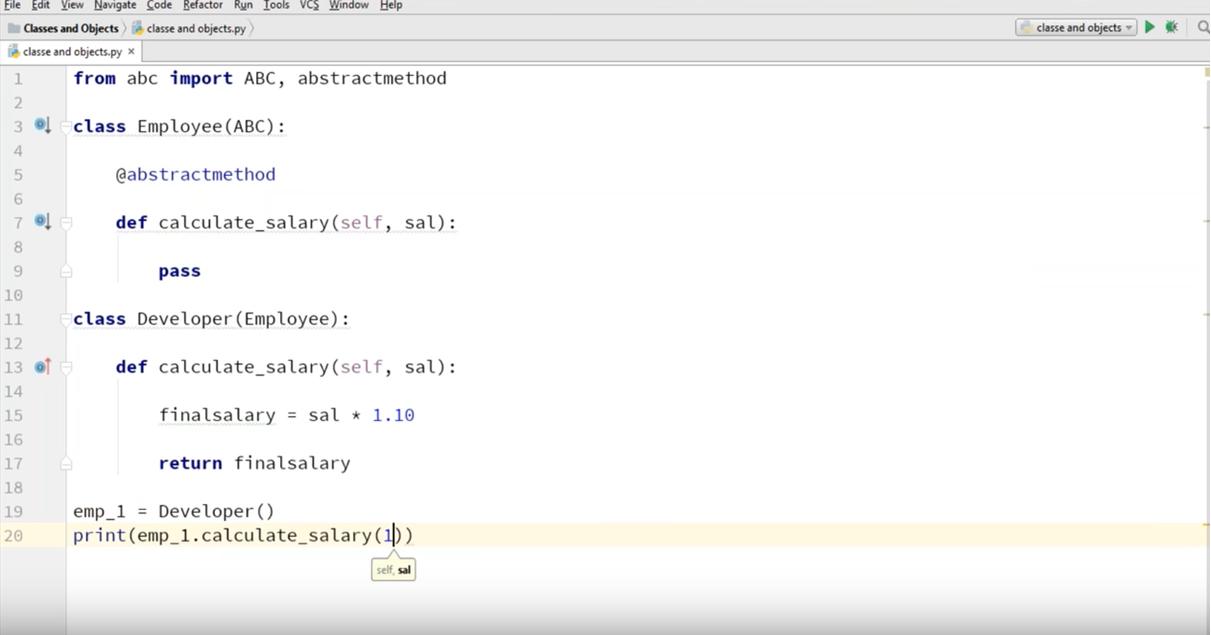 File Edit View Navigate Code Refactor Run Tools VCS Window Help
Classes and Objects classe and objects.py classe and objects
classe and objects.py ×
1 from abc import ABC, abstractmethod
2
3 class Employee(ABC):
4
5 @abstractmethod
6
7 def calculate_salary(self, sal):
8
9 pass
10
11 class Developer(Employee):
12
13 def calculate_salary(self, sal):
14
15 finalsalary = sal * 1.10
16
17 return finalsalary
18
19 emp_1 = Developer()
20 print(emp_1.calculate_salary(1))
self, sal